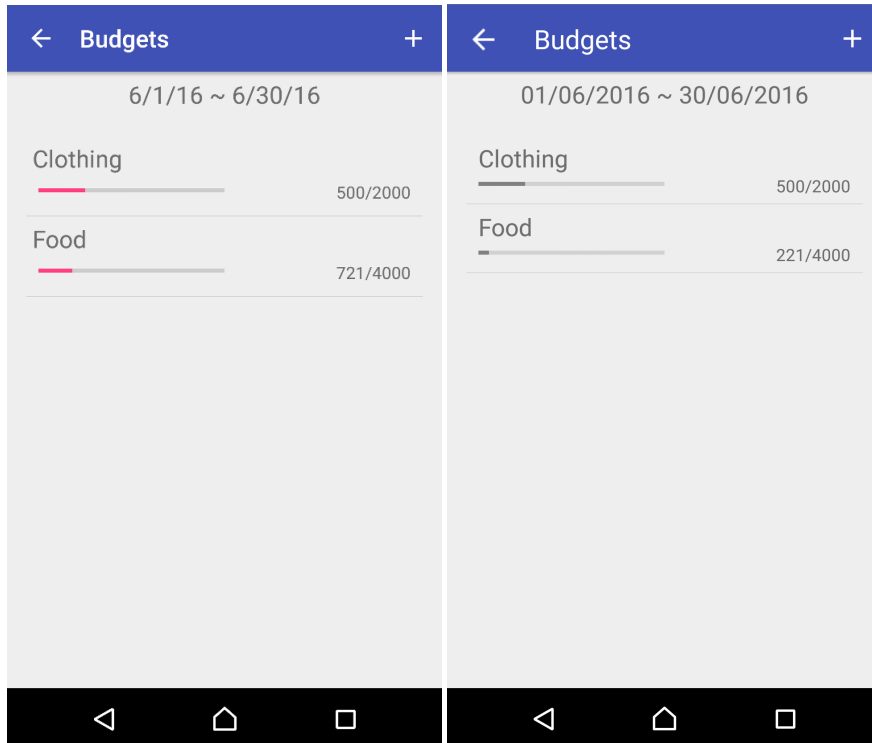 Budgets +
6/1/16 ~ 6/30/16
Clothing
500/2000
Food
721/4000
Budgets +
01/06/2016 ~ 30/06/2016
Clothing
500/2000
Food
221/4000